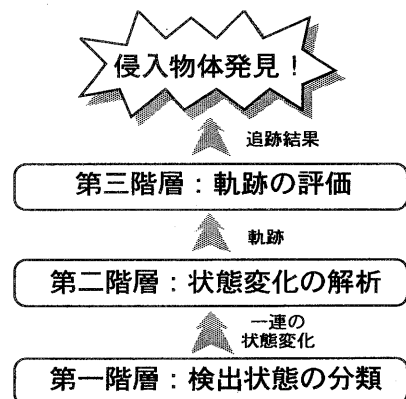 侵入物体発見！
追跡結果
第三階層：軌跡の評価
軌跡
第二階層：状態変化の解析
一連の
状態変化
第一階層：検出状態の分類